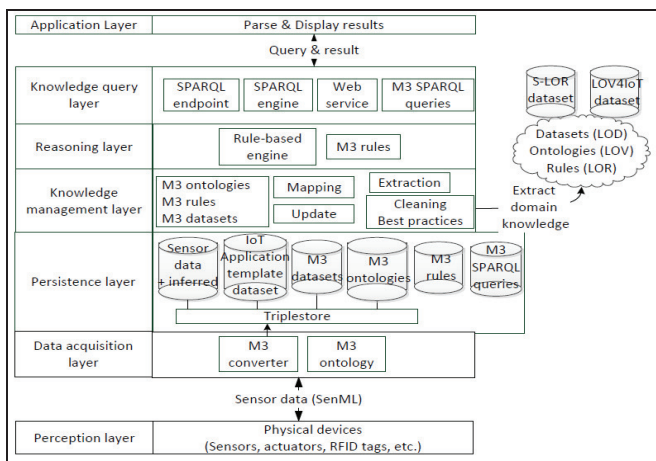 Application Layer
Parse & Display results
Query & result
Knowledge query
layer
SPARQL
endpoint
SPARQL
engine
Web
service
M3 SPARQL
queries
S-LOR
dataset
LOV4IoT
dataset
Datasets (LOD)
Ontologies (LOV)
Rules (LOR)
Reasoning layer
Rule-based
engine
M3 rules
Knowledge
management layer
M3 ontologies
M3 rules
M3 datasets
Mapping
Update
Extraction
Cleaning
Best practices
Extract
domain
knowledge
Persistence layer
Sensor
data
+ inferred
IoT
Application
template
dataset
M3
datasets
M3
ontologies
M3
rules
M3
SPARQL
queries
Triplestore
Data acquisition
layer
M3
converter
M3
ontology
Sensor data (SenML)
Perception layer
Physical devices
(Sensors, actuators, RFID tags, etc.)